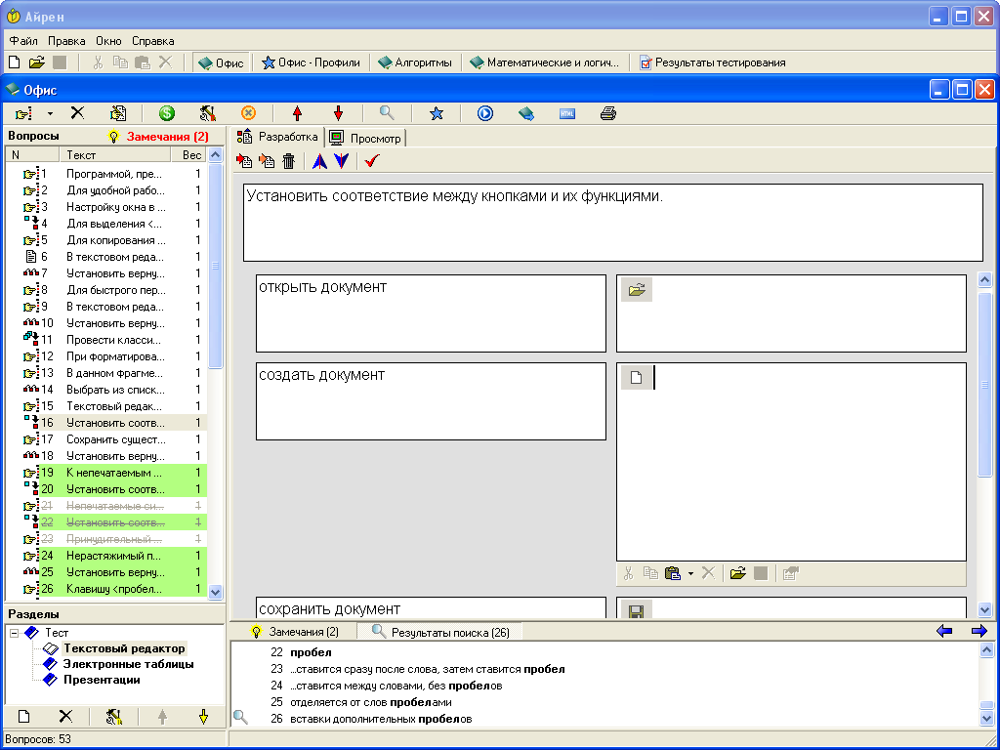 Айрен
Файл Правка Окно Справка
Офис Офис - Профили Алгоритмы Математические и логич... Результаты тестирования
Офис
HTML
Вопросы Замечания (2)
Разработка Просмотр
N Текст Вес
1 Программой, пре... 1
2 Для удобной рабо... 1
3 Настройку окна в ... 1
4 Для выделения <... 1
5 Для копирования ... 1
6 В текстовом реда... 1
7 Установить верну... 1
8 Для быстрого пер... 1
9 В текстовом реда... 1
10 Установить верну... 1
11 Провести класси... 1
12 При форматирова... 1
13 В данном фрагме... 1
14 Выбрать из списк... 1
15 Текстовый редак... 1
16 Установить соотв... 1
17 Сохранить сущест... 1
18 Установить верну... 1
19 К непечатаемым ... 1
20 Установить соотв... 1
21 Непечатаемые си... 1
22 Установить соотв... 1
23 Принудительный ... 1
24 Нерастяжимый п... 1
25 Установить верну... 1
26 Клавишу <пробел... 1
Установить соответствие между кнопками и их функциями.
открыть документ
создать документ
сохранить документ
Разделы
Тест
Текстовый редактор
Электронные таблицы
Презентации
Замечания (2) Результаты поиска (26)
22 пробел
23 ...ставится сразу после слова, затем ставится пробел
24 ...ставится между словами, без пробелов
25 отделяется от слов пробелами
26 вставки дополнительных пробелов
Вопросов: 53